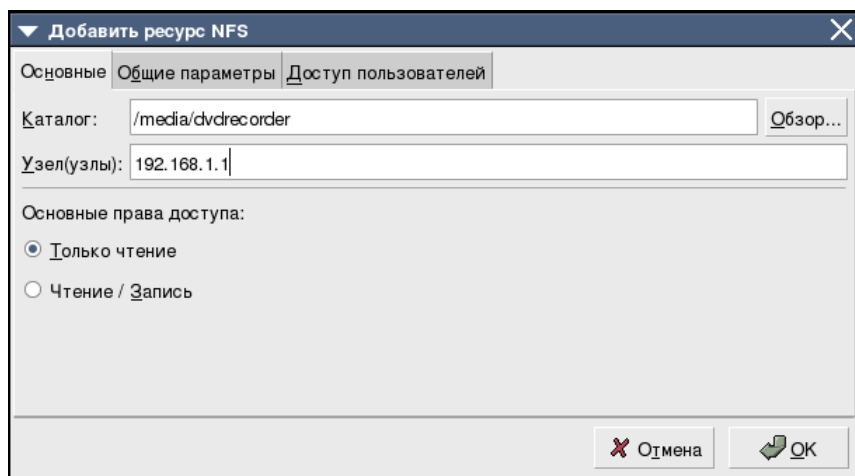 Добавить ресурс NFS
Основные Общие параметры Доступ пользователей
Каталог: /media/dvdrecorder Обзор...
Узел(узлы): 192.168.1.1
Основные права доступа:
Только чтение
Чтение / Запись
Отмена OK